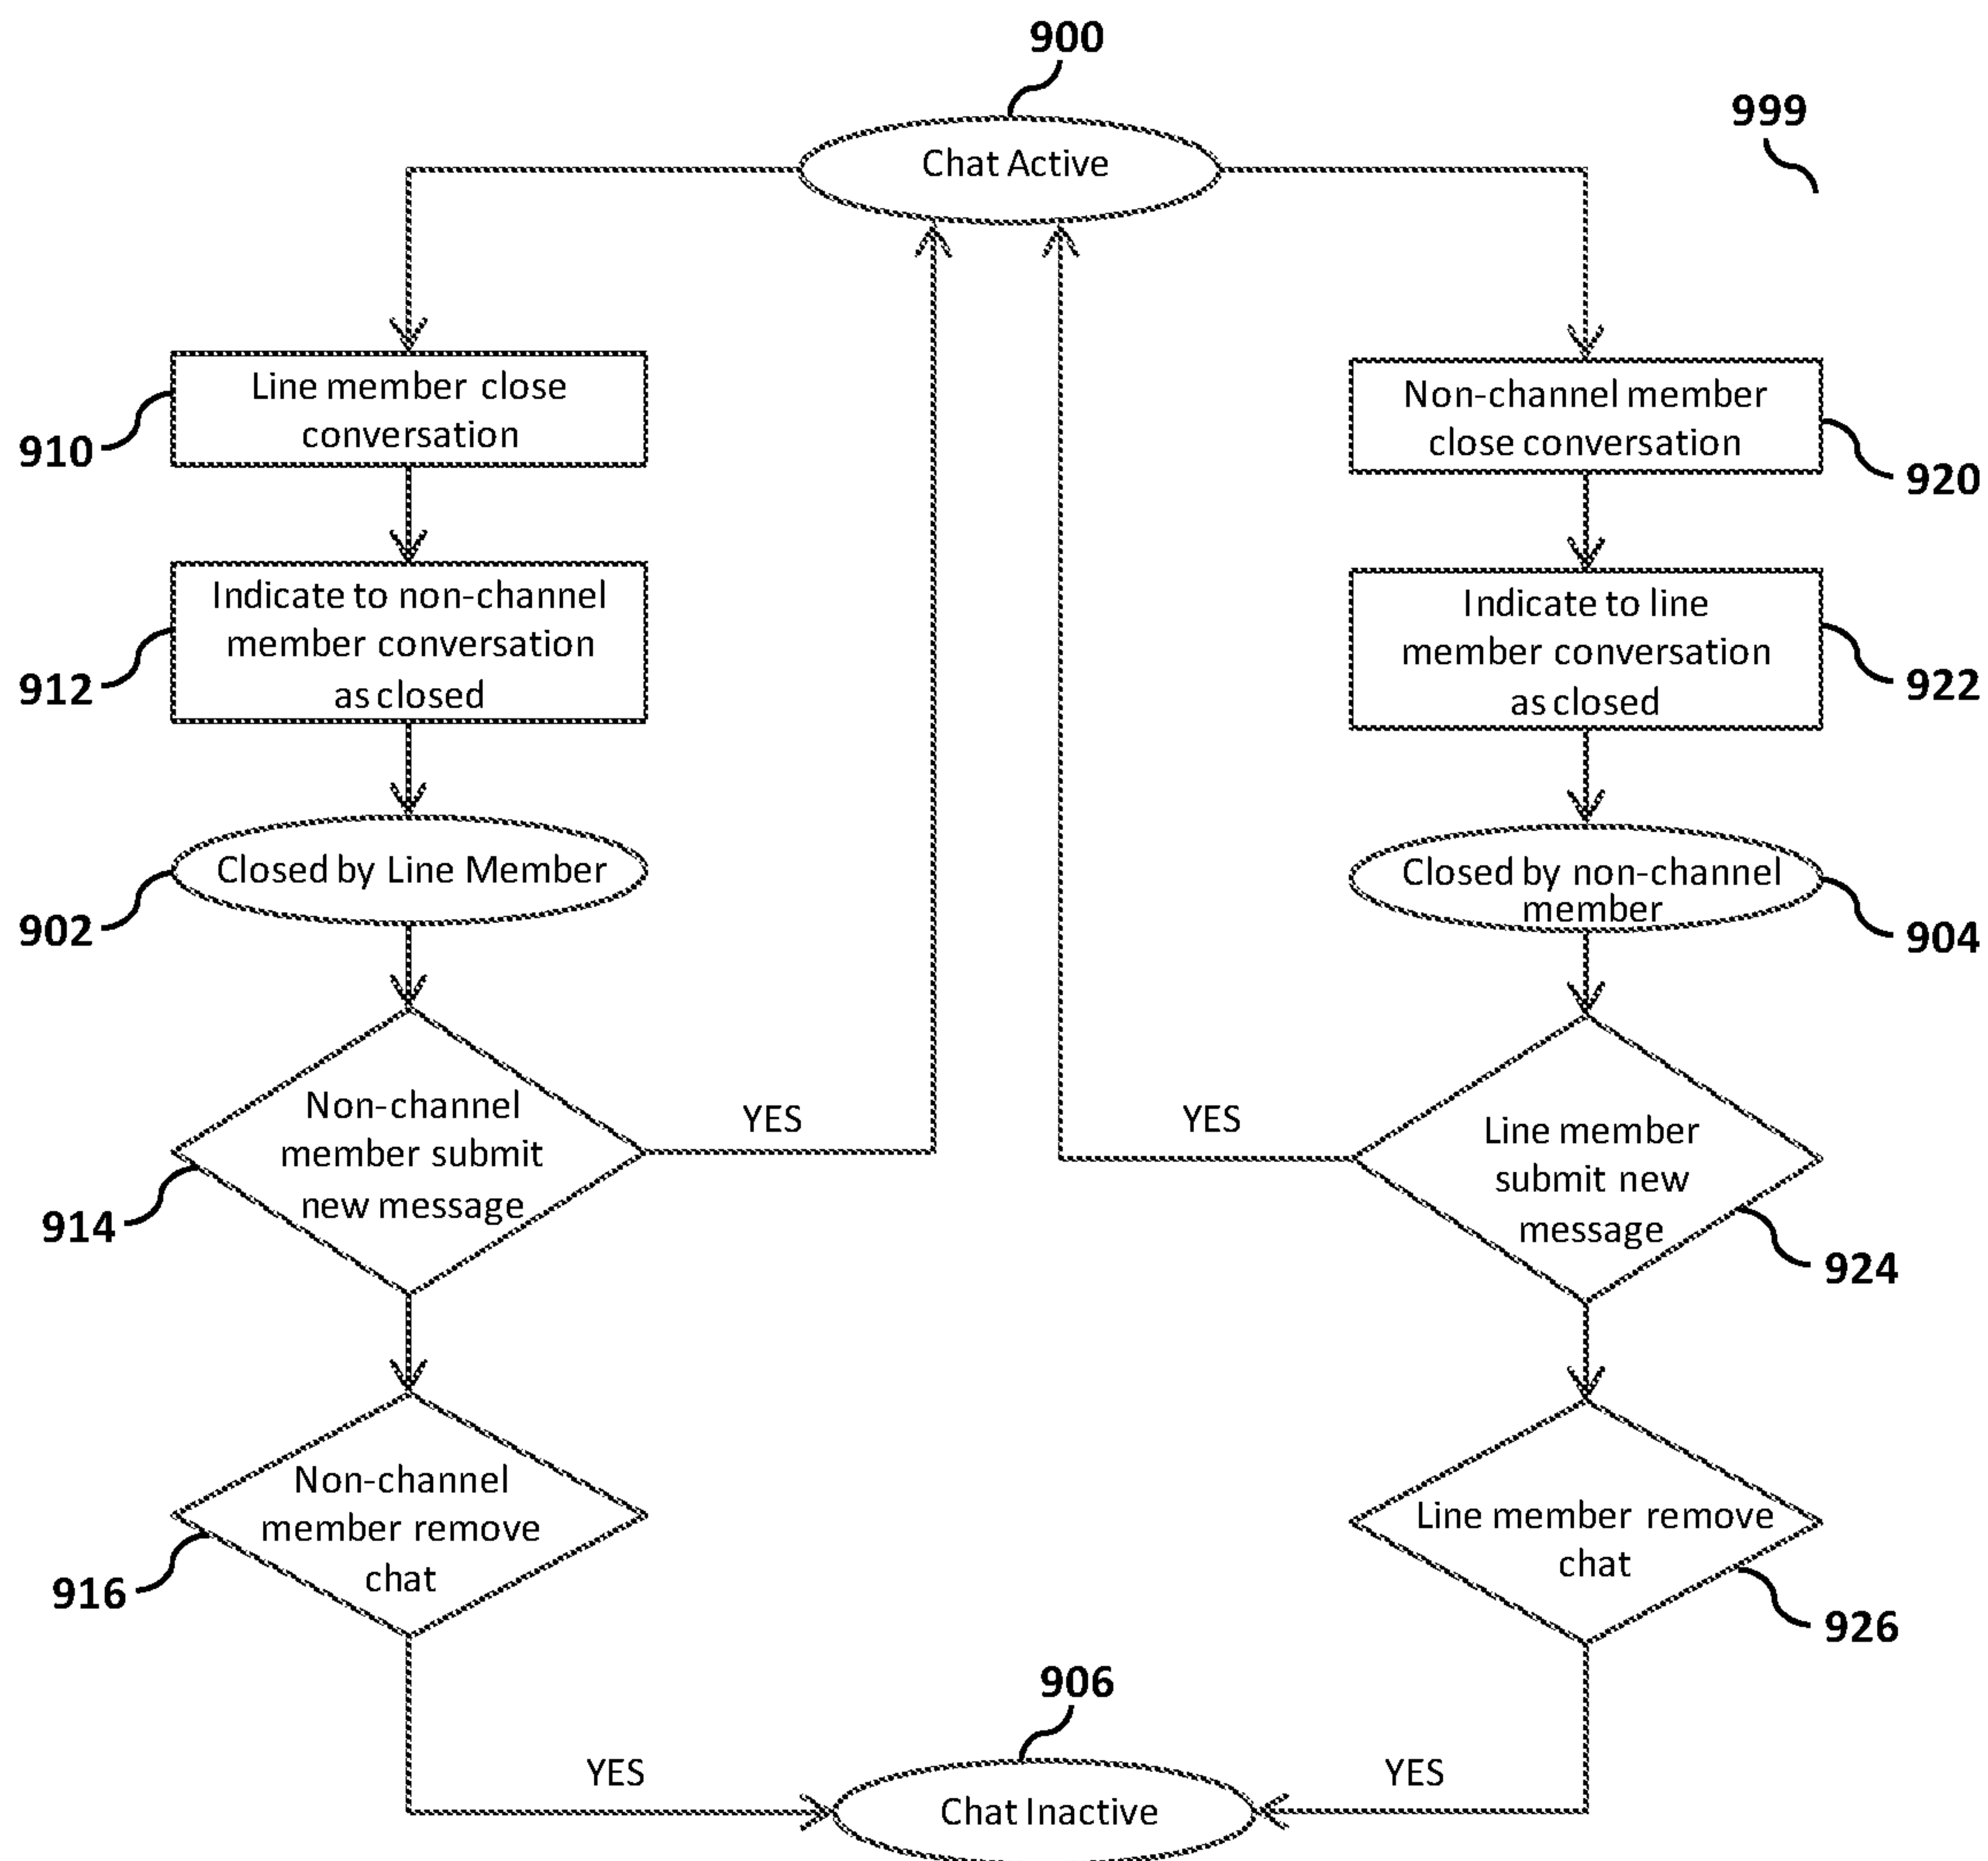 900
999
Chat Active
Line member close
conversation
910
Non-channel member
close conversation
920
Indicate to non-channel
member conversation
as closed
912
Indicate to line
member conversation
as closed
922
Closed by Line Member
902
Closed by non-channel
member
904
Non-channel
member submit
new message
914
YES
YES
Line member
submit new
message
924
Non-channel
member remove
chat
916
Line member remove
chat
926
906
YES
YES
Chat Inactive